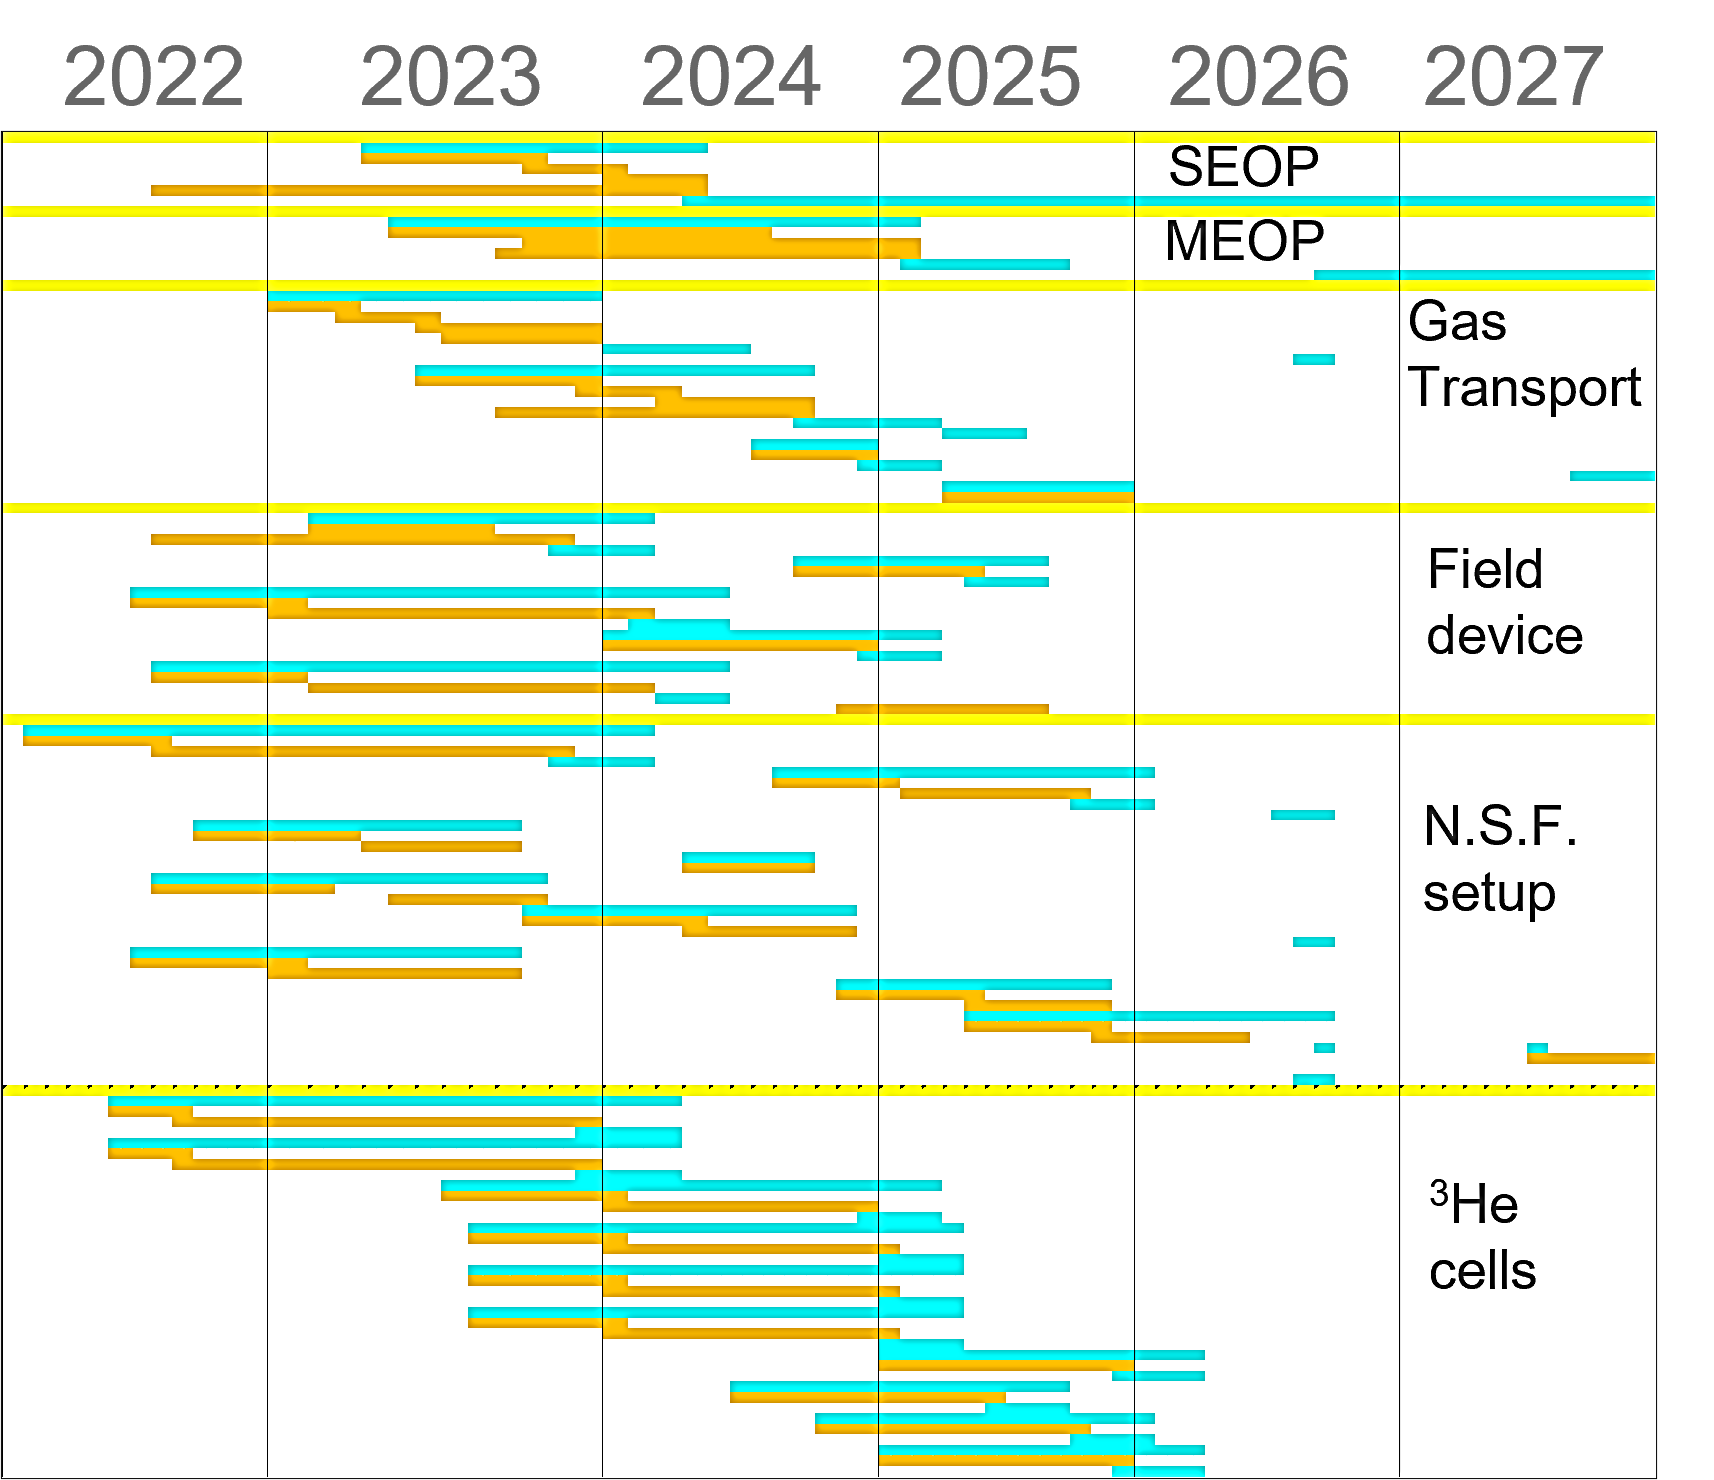 2022 2023 2024 2025 2026 2027
SEOP
MEOP
Gas
Transport
Field
device
N.S.F.
setup
³He
cells